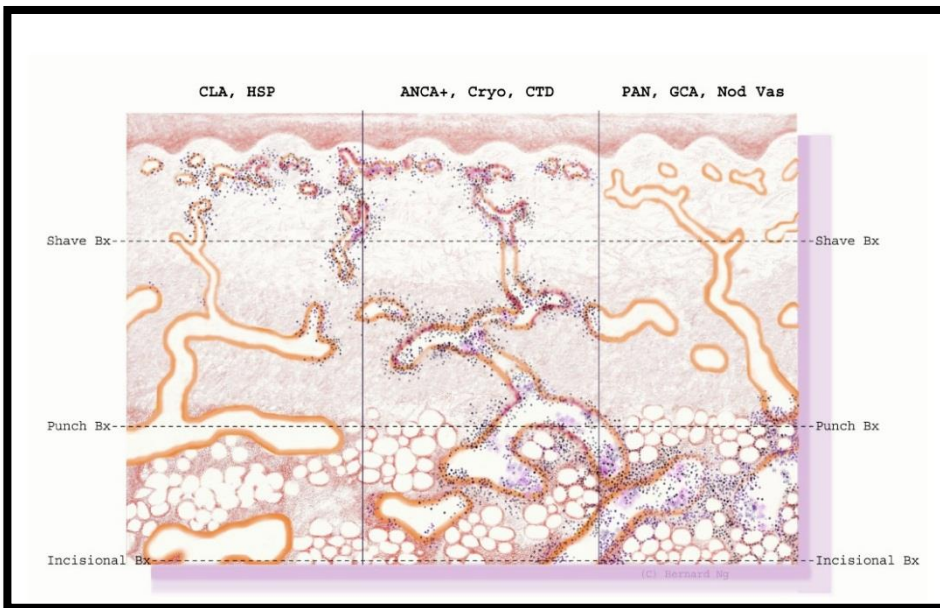 CLA, HSP
ANCA+, Cryo, CTD
PAN, GCA, Nod Vas
Shave Bx
Shave Bx
Punch Bx
Punch Bx
Incisional Bx
Incisional Bx
(C) Bernard Ng